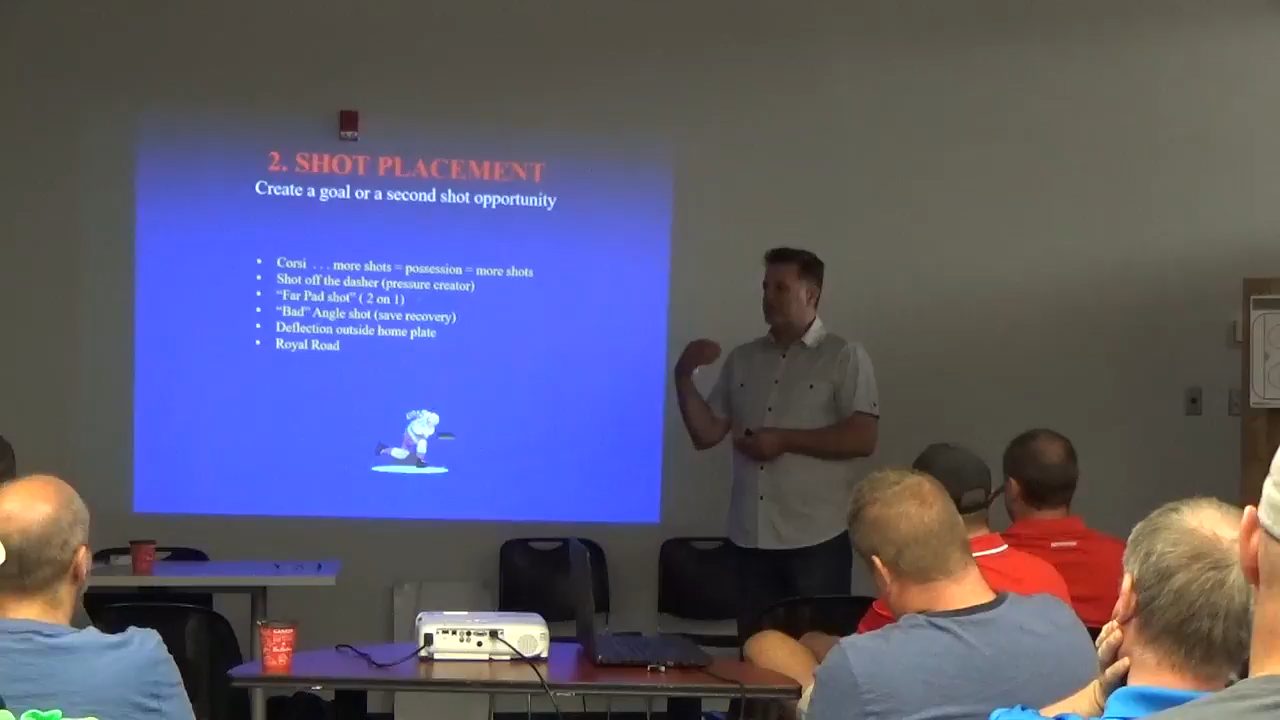 2. SHOT PLACEMENT
Create a goal or a second shot opportunity
• Corsi . . . more shots = possession = more shots
• Shot off the dasher (pressure creator)
• "Far Pad shot" ( 2 on 1)
• "Bad" Angle shot (save recovery)
• Deflection outside home plate
• Royal Road